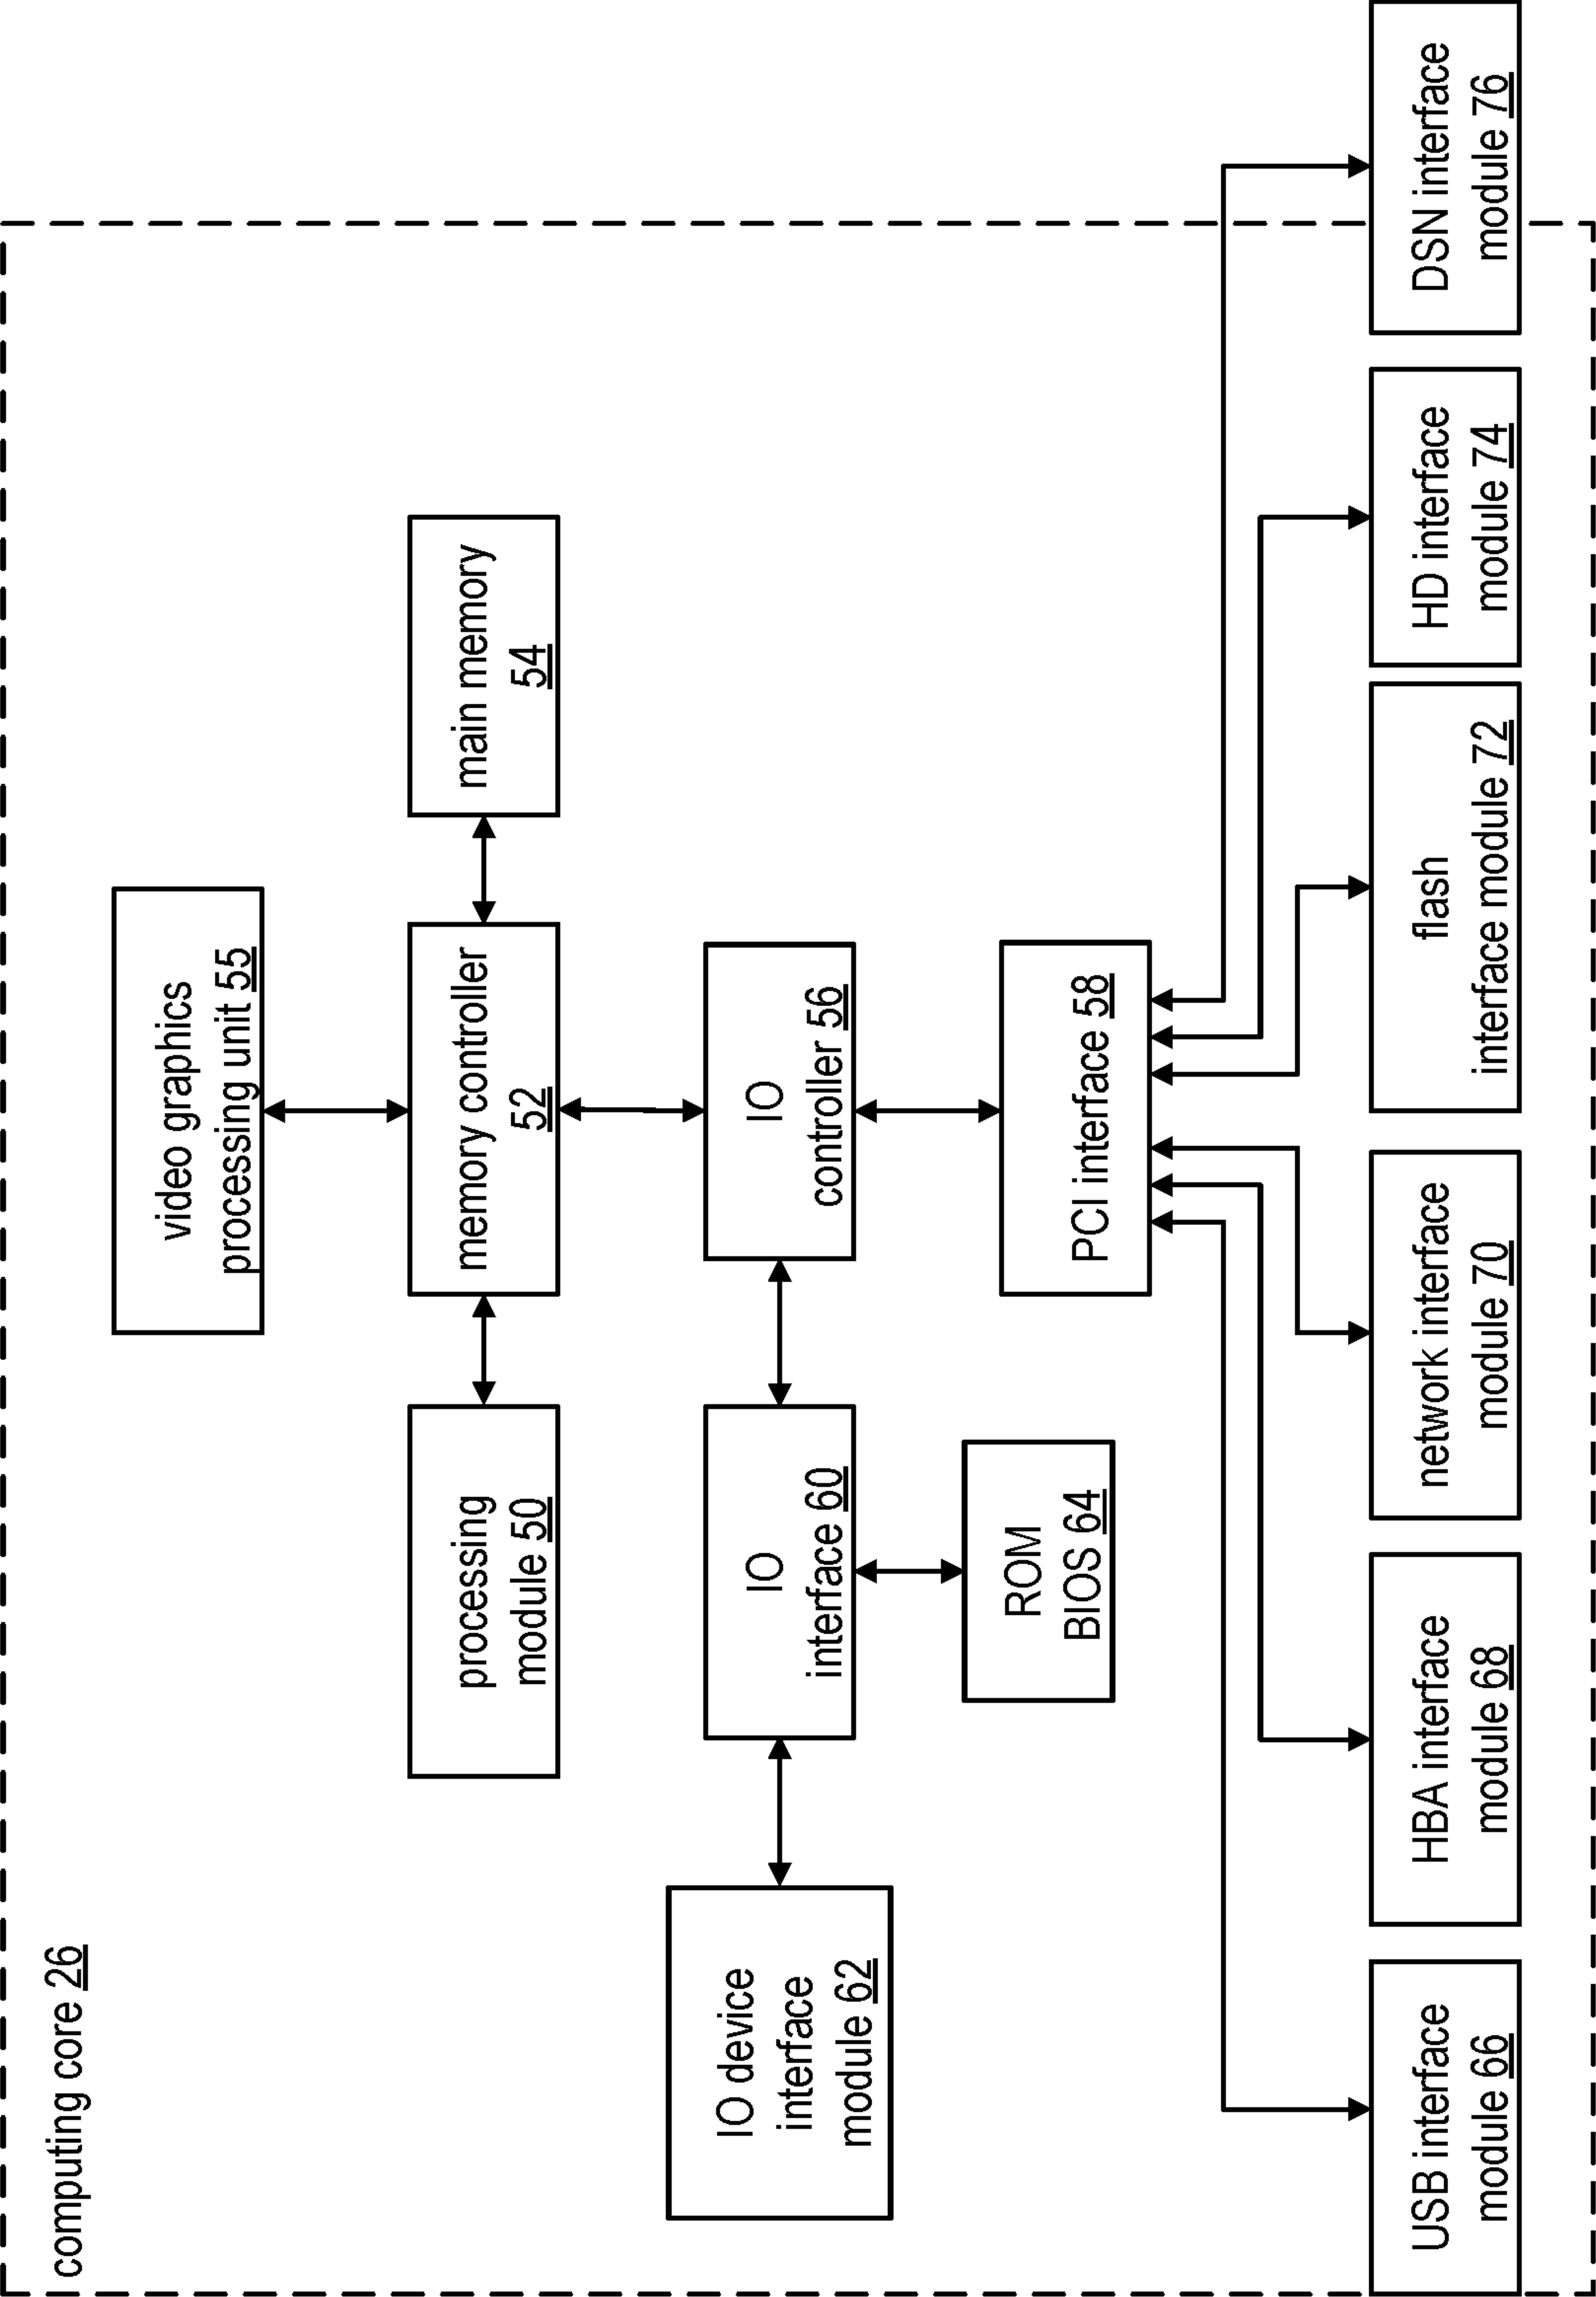 computing core 26
video graphics
processing unit 55
processing
module 50
memory controller
52
main memory
54
IO device
interface
module 62
IO
interface 60
IO
controller 56
ROM
BIOS 64
PCI interface 58
USB interface
module 66
HBA interface
module 68
network interface
module 70
flash
interface module 72
HD interface
module 74
DSN interface
module 76